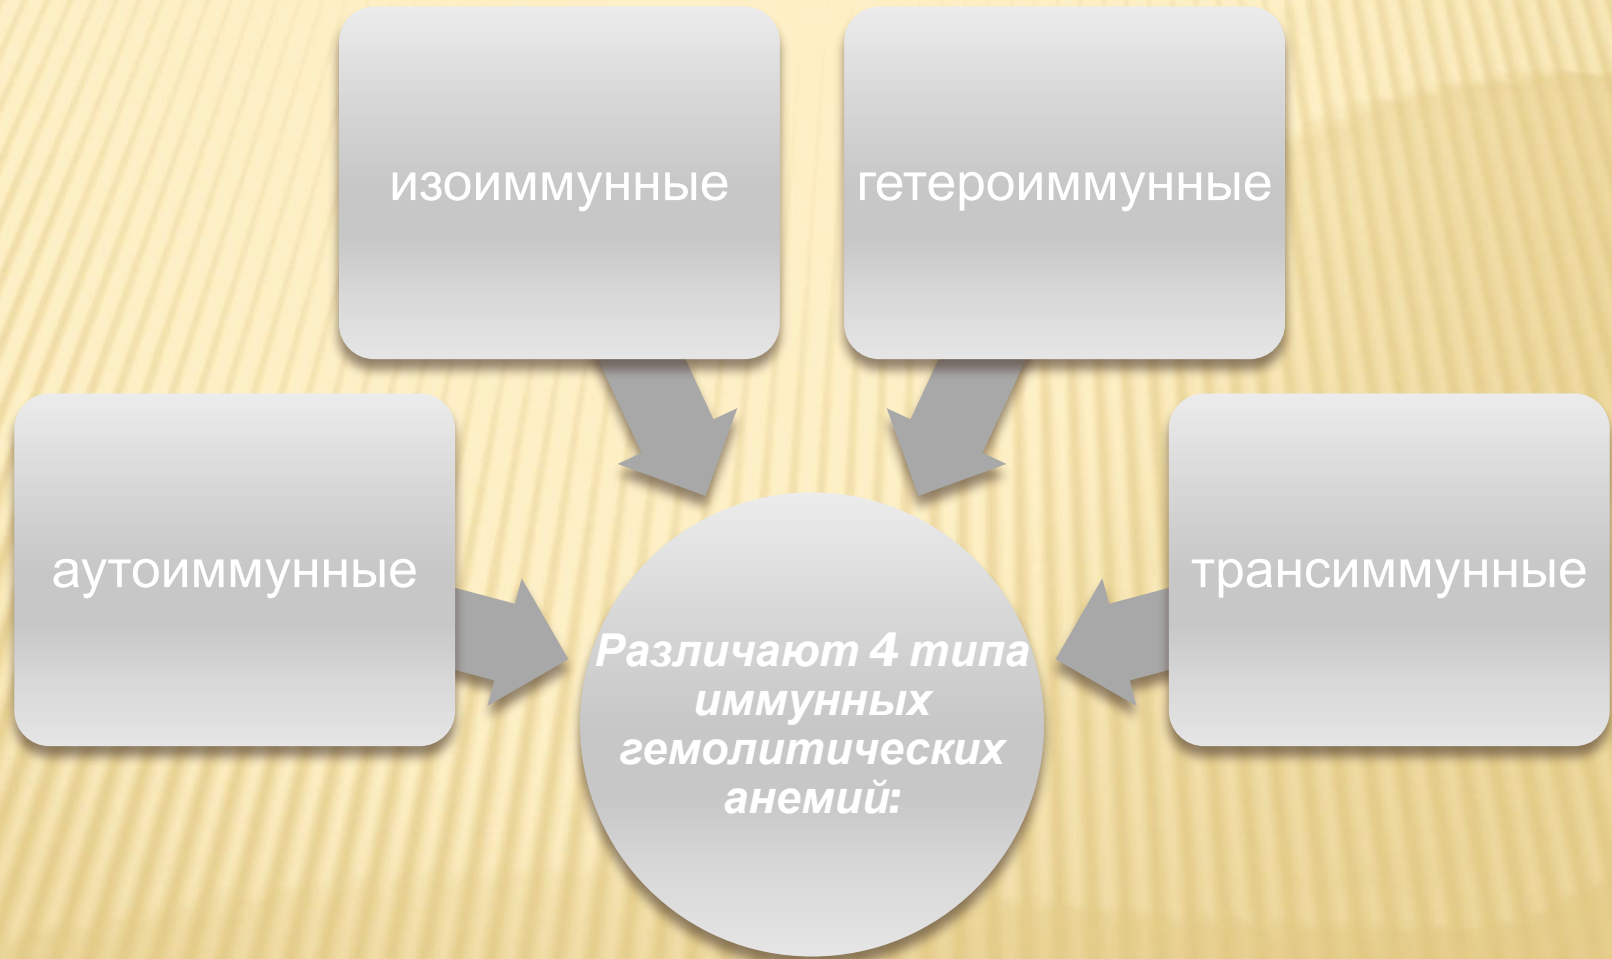 изоиммунные
гетероиммунные
аутоиммунные
трансиммунные
Различают 4 типа
иммунных
гемолитических
анемий: